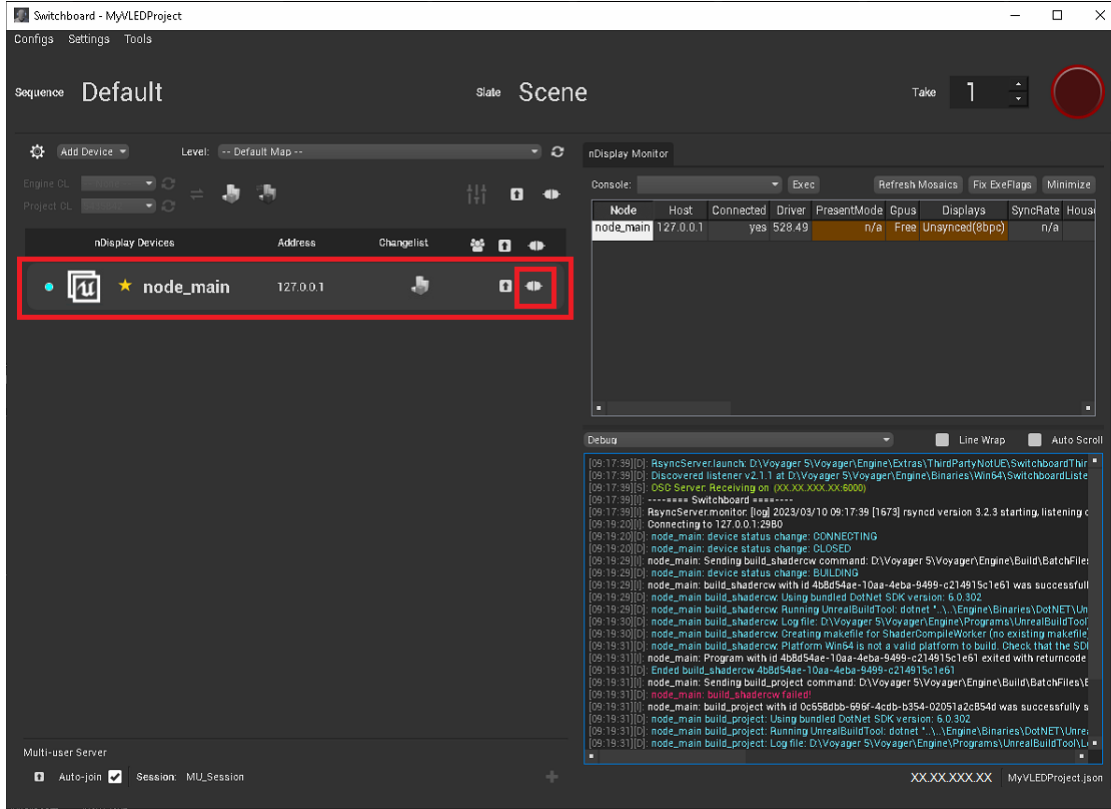 Switchboard - MyVLEDProject
Configs Settings Tools
Sequence Default Slate Scene Take 1
Add Device Level: -- Default Map --
Engine CL
Project CL
nDisplay Devices Address Changelist
node_main 127.0.0.1
Multi-user Server
Auto-join Session: MU_Session
nDisplay Monitor
Console: Exec Refresh Mosaics Fix ExeFlags Minimize
Node Host Connected Driver PresentMode Gpus Displays SyncRate Hous
node_main 127.0.0.1 yes 528.49 n/a Free Unsynced(8bpc) n/a
Debug Line Wrap Auto Scroll
[09:17:39][D]: RsyncServer.launch: D:\Voyager 5\Voyager\Engine\Extras\ThirdPartyNotUE\SwitchboardThir
[09:17:39][D]: Discovered listener v2.1.1 at D:\Voyager 5\Voyager\Engine\Binaries\Win64\SwitchboardListe
[09:17:39][S]: OSC Server: Receiving on (XX.XX.XXX.XX:6000)
[09:17:39][I]: ----==== Switchboard ====----
[09:17:39][I]: RsyncServer.monitor: [log] 2023/03/10 09:17:39 [1673] rsyncd version 3.2.3 starting, listening
[09:19:20][I]: Connecting to 127.0.0.1:2980
[09:19:20][D]: node_main: device status change: CONNECTING
[09:19:20][D]: node_main: device status change: CLOSED
[09:19:29][I]: node_main: Sending build_shadercw command: D:\Voyager 5\Voyager\Engine\Build\BatchFiles
[09:19:29][D]: node_main: device status change: BUILDING
[09:19:29][I]: node_main: build_shadercw with id 4b8d54ae-10aa-4eba-9499-c214915c1e61 was successfull
[09:19:29][D]: node_main build_shadercw: Using bundled DotNet SDK version: 6.0.302
[09:19:29][D]: node_main build_shadercw: Running UnrealBuildTool: dotnet "..\..\Engine\Binaries\DotNET\Un
[09:19:30][D]: node_main build_shadercw: Log file: D:\Voyager 5\Voyager\Engine\Programs\UnrealBuildTool
[09:19:30][D]: node_main build_shadercw: Creating makefile for ShaderCompileWorker (no existing makefile
[09:19:31][D]: node_main build_shadercw: Platform Win64 is not a valid platform to build. Check that the SD
[09:19:31][I]: node_main: Program with id 4b8d54ae-10aa-4eba-9499-c214915c1e61 exited with returncode
[09:19:31][D]: Ended build_shadercw 4b8d54ae-10aa-4eba-9499-c214915c1e61
[09:19:31][I]: node_main: Sending build_project command: D:\Voyager 5\Voyager\Engine\Build\BatchFiles\
[09:19:31][D]: node_main: build_shadercw failed!
[09:19:31][I]: node_main: build_project with id 0c658dbb-696f-4cdb-b354-02051a2c854d was successfully s
[09:19:31][D]: node_main build_project: Using bundled DotNet SDK version: 6.0.302
[09:19:31][D]: node_main build_project: Running UnrealBuildTool: dotnet "..\..\Engine\Binaries\DotNET\Unre
[09:19:31][D]: node_main build_project: Log file: D:\Voyager 5\Voyager\Engine\Programs\UnrealBuildTool\
XX.XX.XXX.XX MyVLEDProject.json